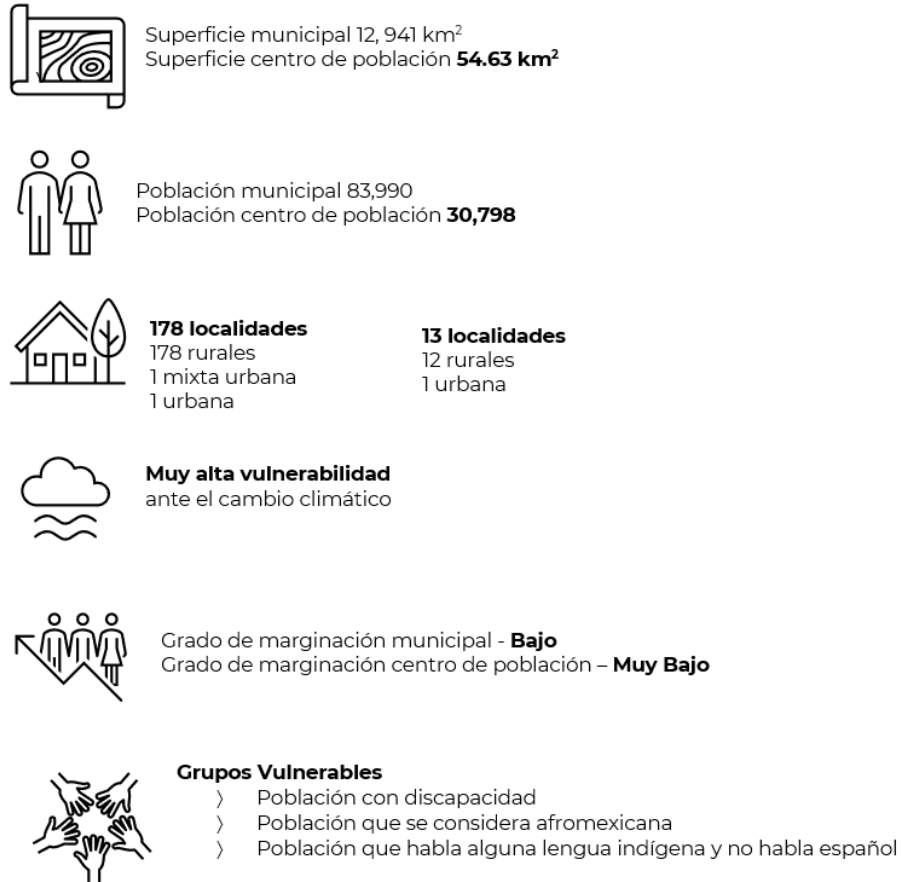 Superficie municipal 12, 941 km²
Superficie centro de población 54.63 km²
Población municipal 83,990
Población centro de población 30,798
178 localidades
178 rurales
1 mixta urbana
1 urbana
13 localidades
12 rurales
1 urbana
Muy alta vulnerabilidad
ante el cambio climático
Grado de marginación municipal - Bajo
Grado de marginación centro de población – Muy Bajo
Grupos Vulnerables
〉 Población con discapacidad
〉 Población que se considera afromexicana
〉 Población que habla alguna lengua indígena y no habla español